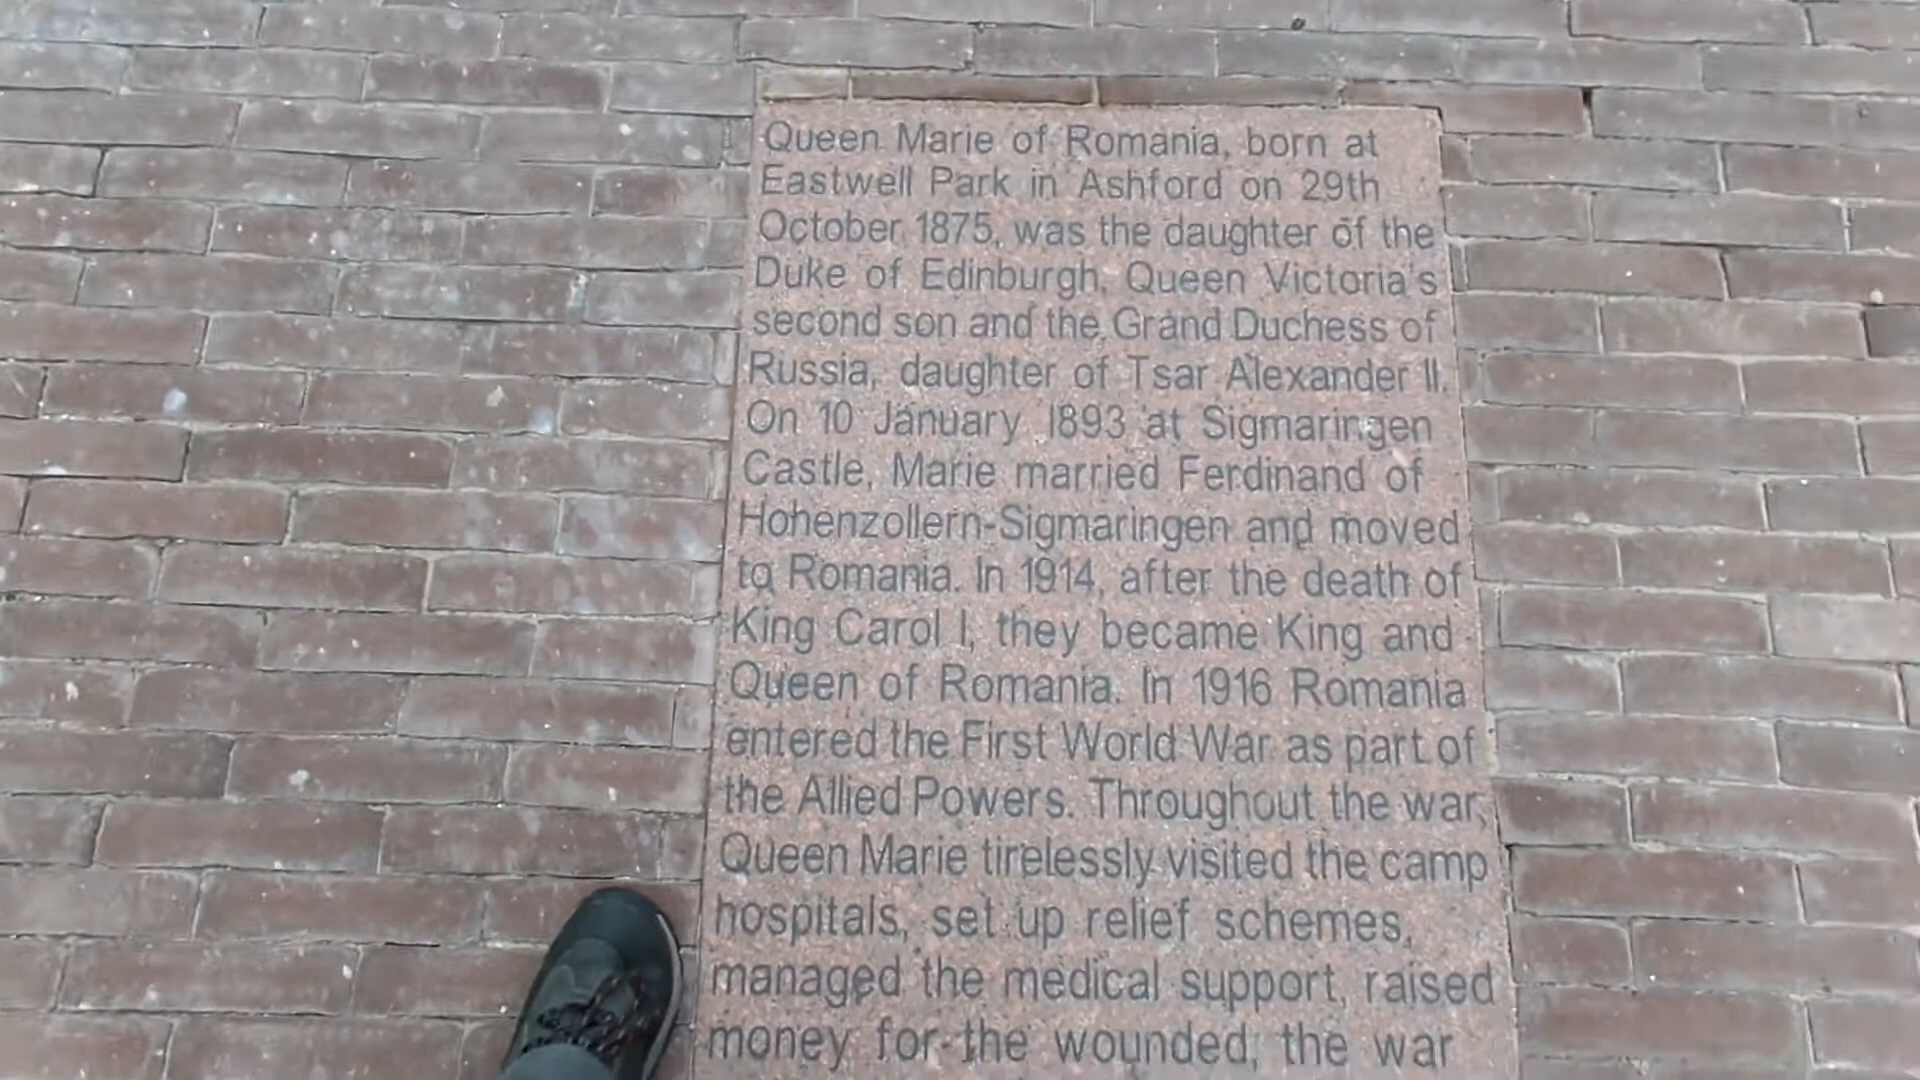 Queen Marie of Romania, born at
Eastwell Park in Ashford on 29th
October 1875, was the daughter of the
Duke of Edinburgh, Queen Victoria's
second son and the Grand Duchess of
Russia, daughter of Tsar Alexander II.
On 10 January 1893 at Sigmaringen
Castle, Marie married Ferdinand of
Hohenzollern-Sigmaringen and moved
to Romania. In 1914, after the death of
King Carol I, they became King and
Queen of Romania. In 1916 Romania
entered the First World War as part of
the Allied Powers. Throughout the war,
Queen Marie tirelessly visited the camp
hospitals, set up relief schemes,
managed the medical support, raised
money for the wounded, the war